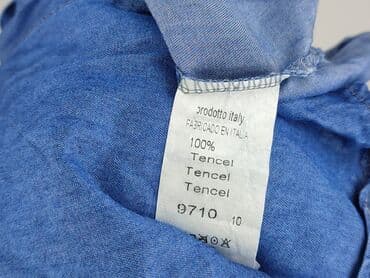 prodotto italy
FABRICADO EN ITALIA
100%
Tencel
Tencel
Tencel
9710 10